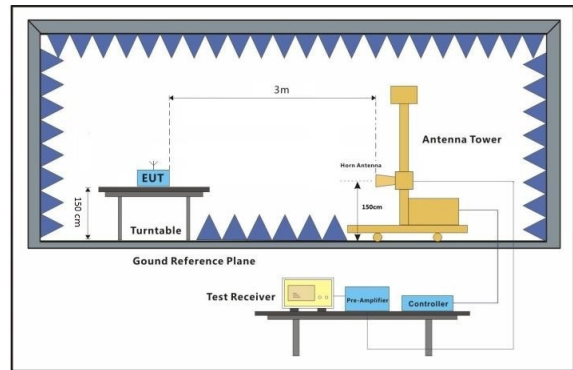 3m
Antenna Tower
Horn Antenna
EUT
150 cm
150cm
Turntable
Gound Reference Plane
Test Receiver
Pre-Amplifier
Controller